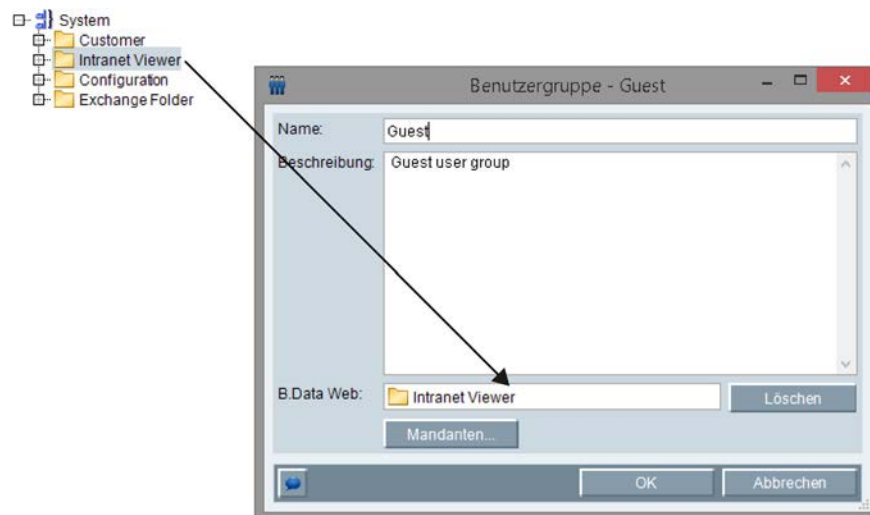 System
Customer
Intranet Viewer
Configuration
Exchange Folder
Benutzergruppe - Guest
Name: Guest
Beschreibung: Guest user group
B.Data Web: Intranet Viewer Löschen
Mandanten...
OK Abbrechen